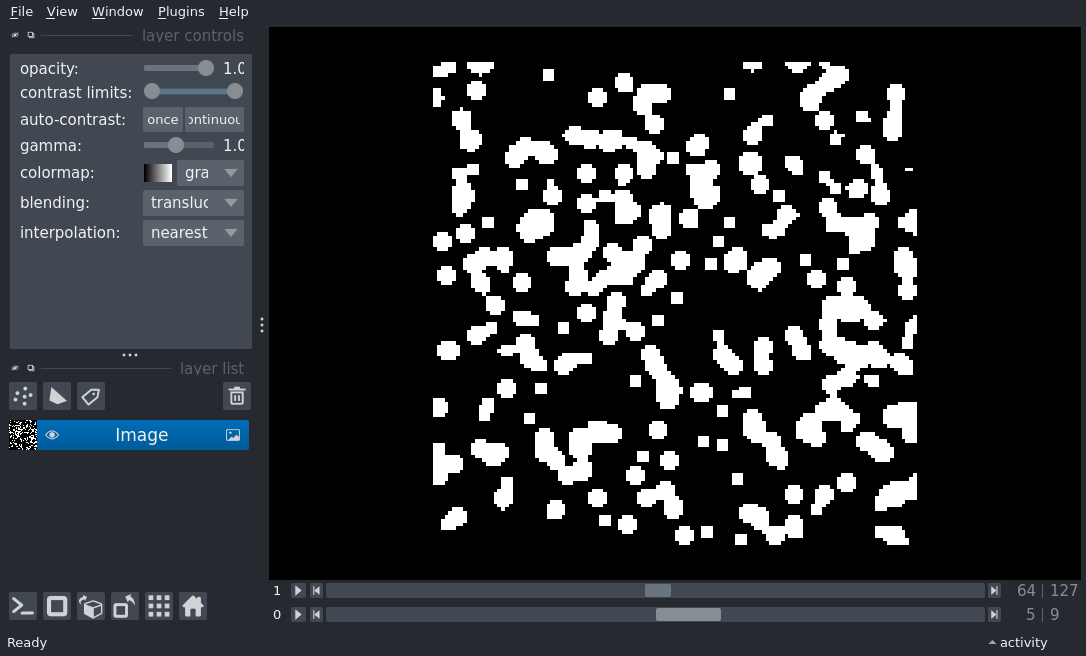 File View Window Plugins Help
layer controls
opacity: 1.0
contrast limits:
auto-contrast: once ontinuou
gamma: 1.0
colormap: gra
blending: transluc
interpolation: nearest
layer list
Image
1 64 | 127
0 5 | 9
Ready activity